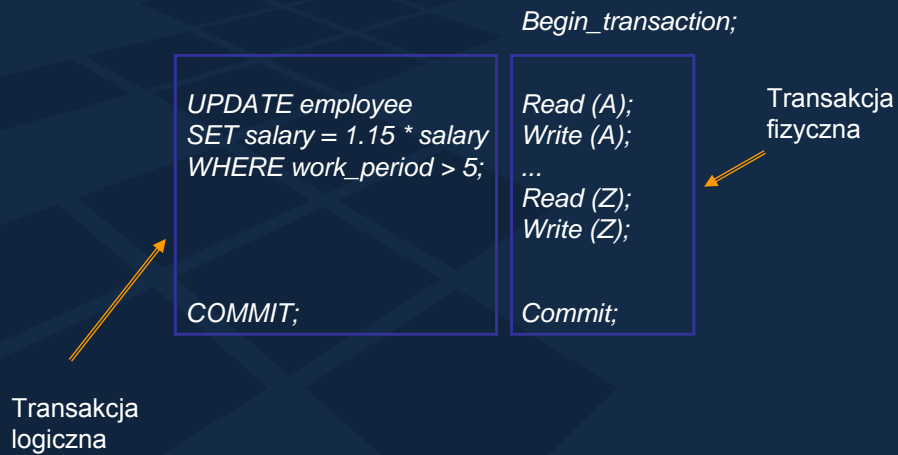 Begin_transaction;
UPDATE employee
SET salary = 1.15 * salary
WHERE work_period > 5;
COMMIT;
Read (A);
Write (A);
...
Read (Z);
Write (Z);
Commit;
Transakcja
fizyczna
Transakcja
logiczna